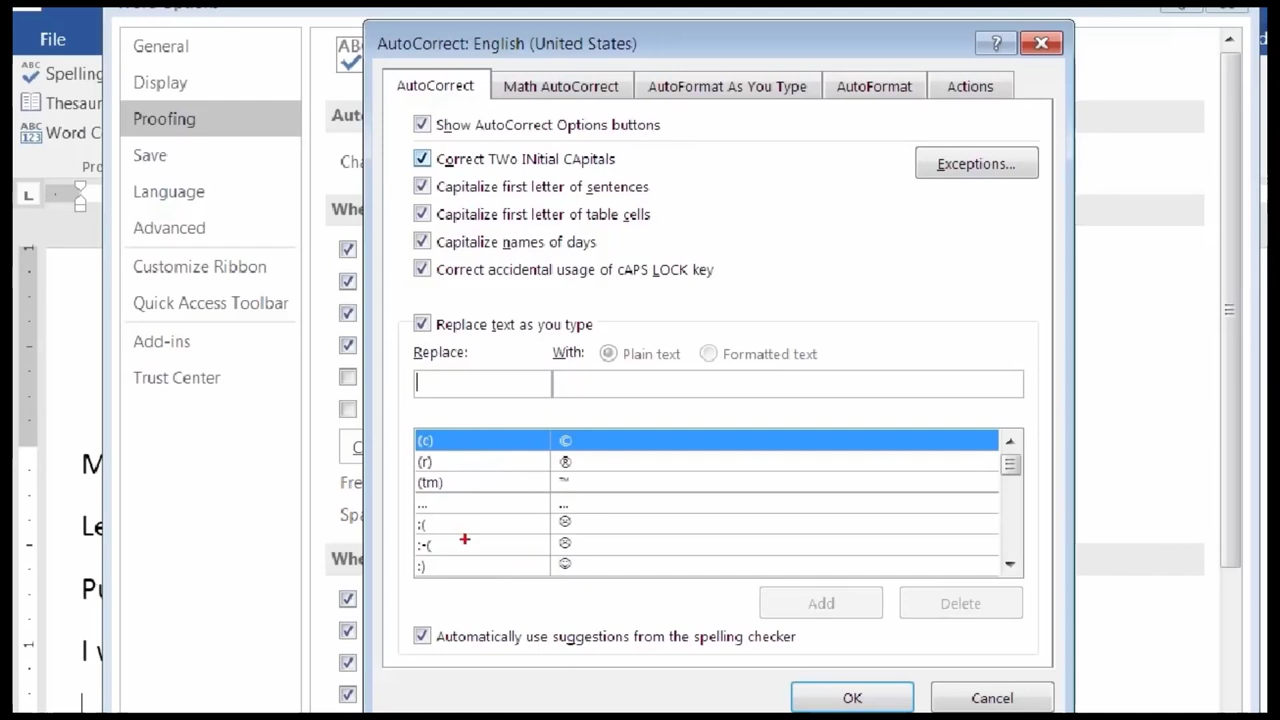 File
Spelling
Thesaur
Word C
General
Display
Proofing
Save
Language
Advanced
Customize Ribbon
Quick Access Toolbar
Add-ins
Trust Center
AutoCorrect: English (United States)
AutoCorrect
Math AutoCorrect
AutoFormat As You Type
AutoFormat
Actions
Show AutoCorrect Options buttons
Correct TWo INitial CApitals
Exceptions...
Capitalize first letter of sentences
Capitalize first letter of table cells
Capitalize names of days
Correct accidental usage of cAPS LOCK key
Replace text as you type
Replace: With: Plain text Formatted text
(c) ©
(r) ®
(tm) ™
... ...
:( ☹
:-( ☹
:) ☺
Add
Delete
Automatically use suggestions from the spelling checker
OK
Cancel